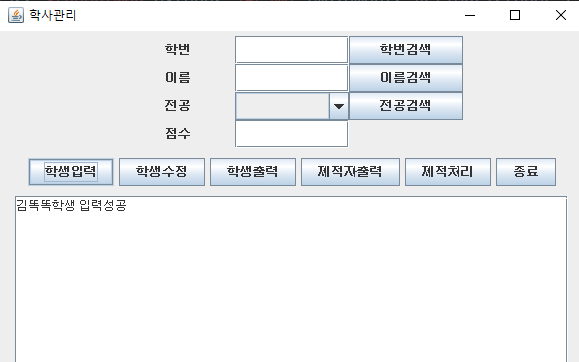 학사관리
학번 학번검색
이름 이름검색
전공 전공검색
점수
학생입력 학생수정 학생출력 제적자출력 제적처리 종료
김똑똑학생 입력성공